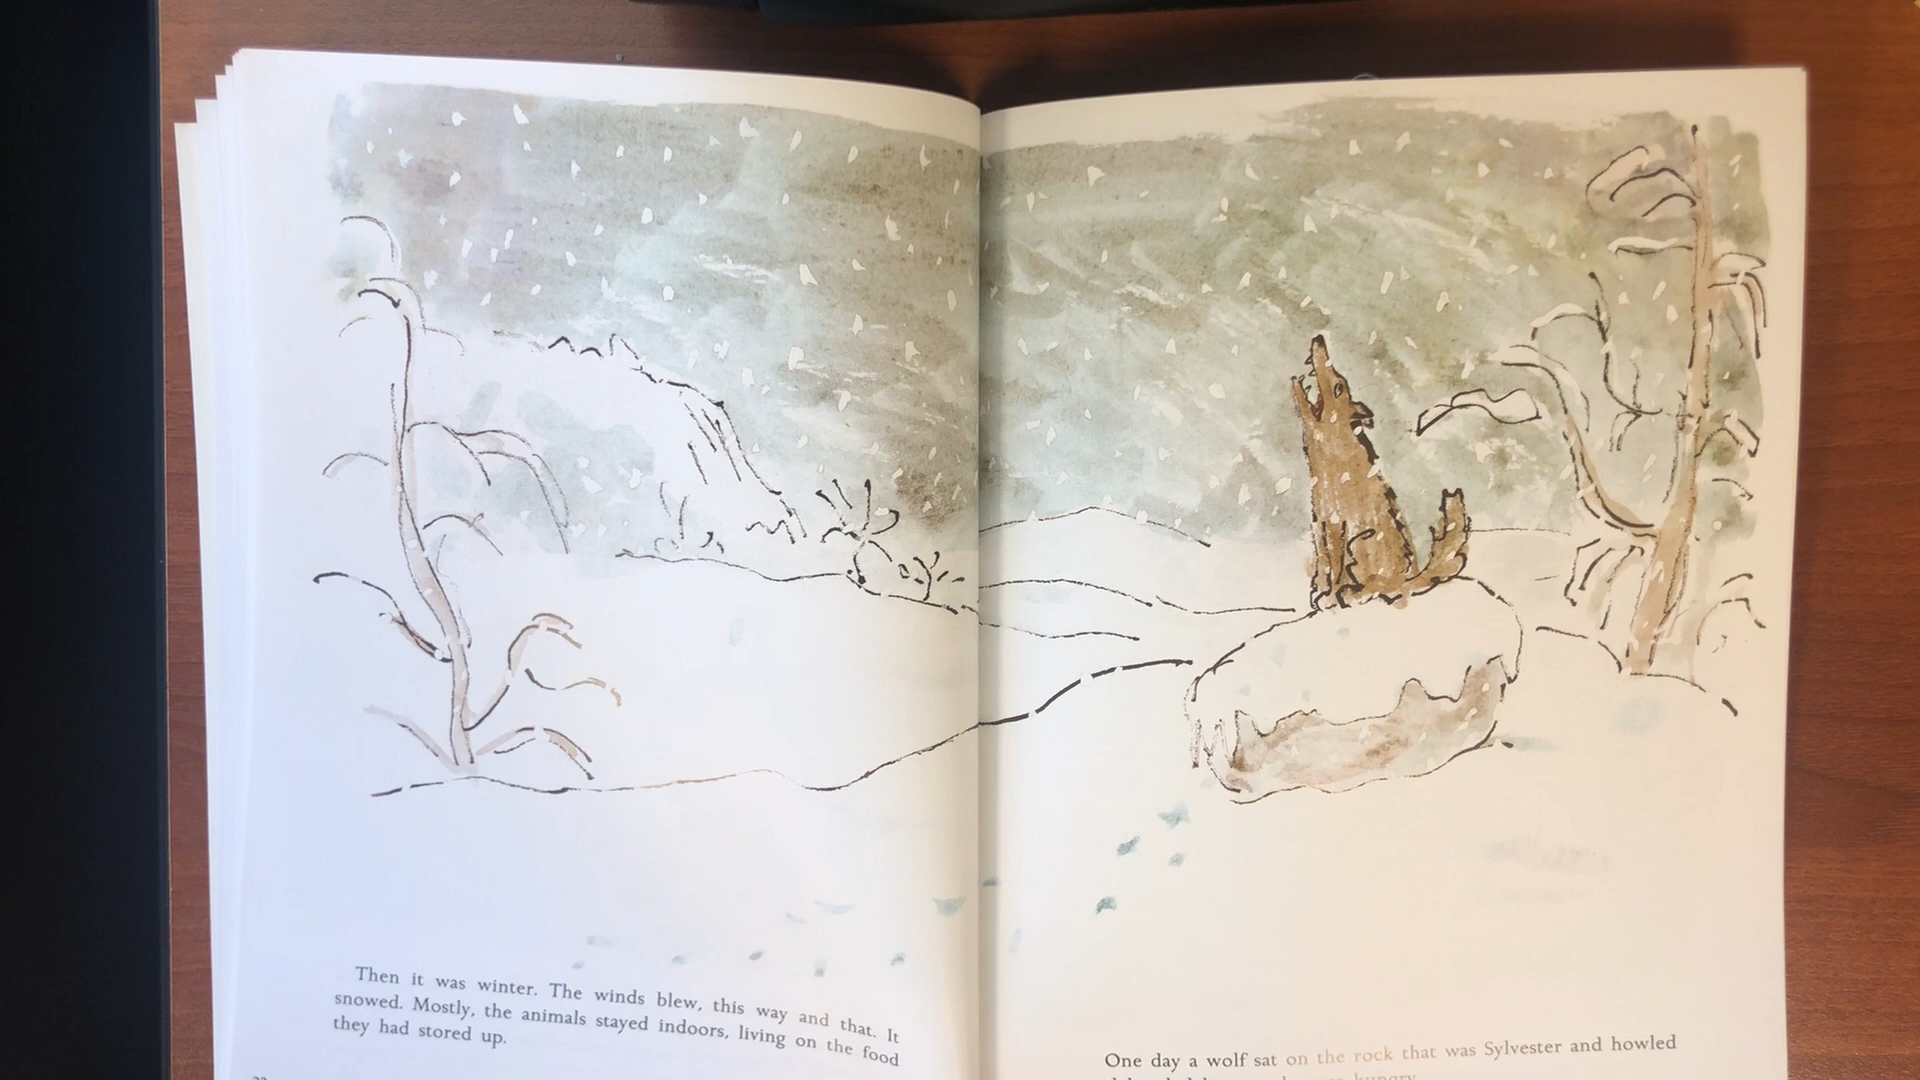 Then it was winter. The winds blew, this way and that. It
snowed. Mostly, the animals stayed indoors, living on the food
they had stored up.
One day a wolf sat on the rock that was Sylvester and howled
hungry.